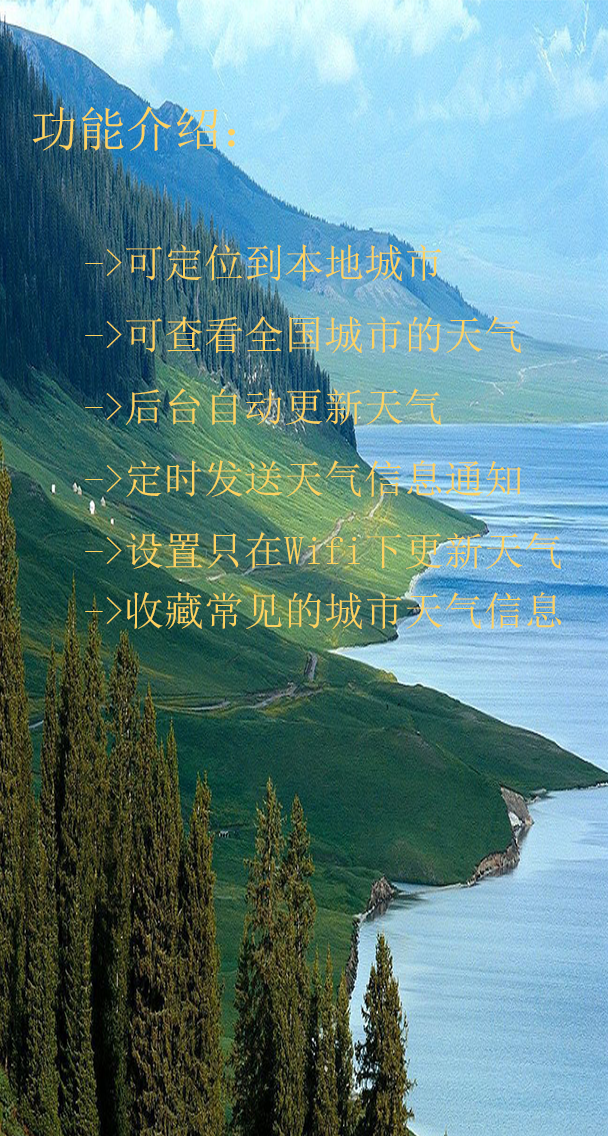 功能介绍：
->可定位到本地城市
->可查看全国城市的天气
->后台自动更新天气
->定时发送天气信息通知
->设置只在Wifi下更新天气
->收藏常见的城市天气信息